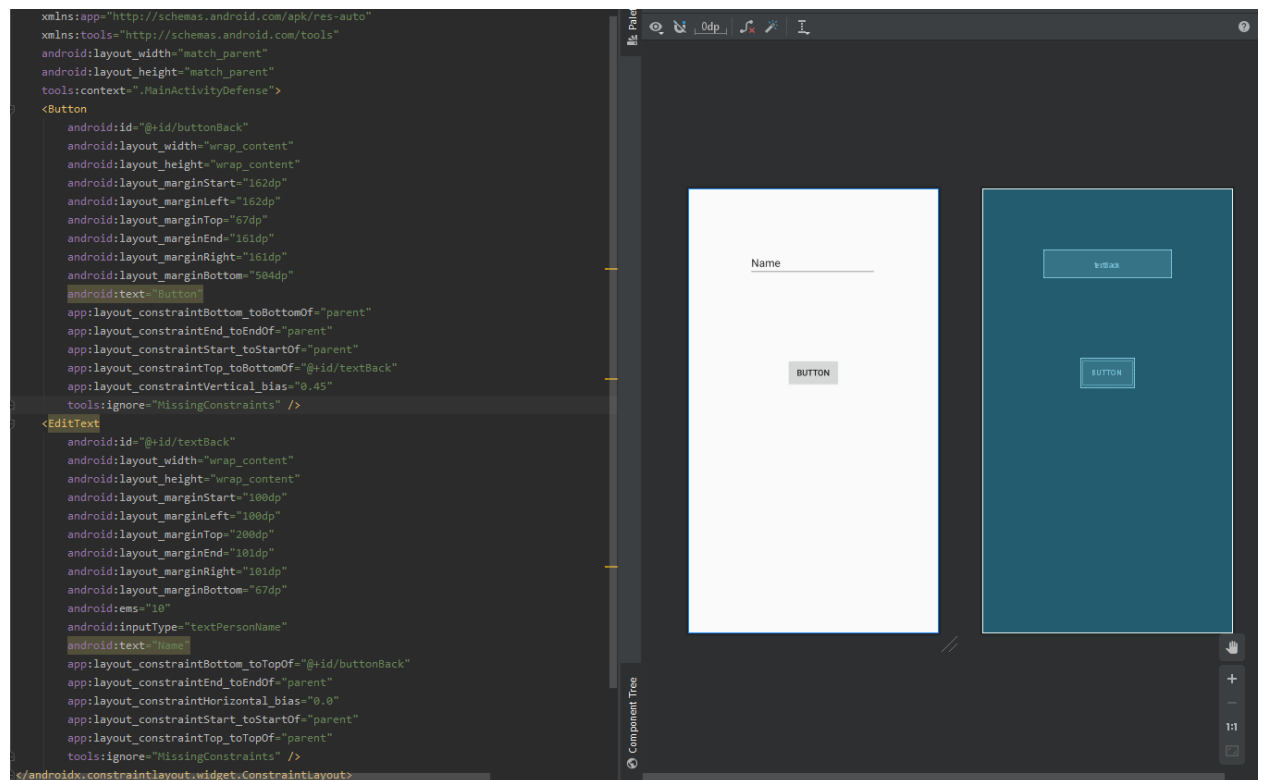 xmlns:app="http://schemas.android.com/apk/res-auto"
xmlns:tools="http://schemas.android.com/tools"
android:layout_width="match_parent"
android:layout_height="match_parent"
tools:context=".MainActivityDefense">
<Button
android:id="@+id/buttonBack"
android:layout_width="wrap_content"
android:layout_height="wrap_content"
android:layout_marginStart="162dp"
android:layout_marginLeft="162dp"
android:layout_marginTop="67dp"
android:layout_marginEnd="161dp"
android:layout_marginRight="161dp"
android:layout_marginBottom="504dp"
android:text="Button"
app:layout_constraintBottom_toBottomOf="parent"
app:layout_constraintEnd_toEndOf="parent"
app:layout_constraintStart_toStartOf="parent"
app:layout_constraintTop_toBottomOf="@+id/textBack"
app:layout_constraintVertical_bias="0.45"
tools:ignore="MissingConstraints" />
<EditText
android:id="@+id/textBack"
android:layout_width="wrap_content"
android:layout_height="wrap_content"
android:layout_marginStart="100dp"
android:layout_marginLeft="100dp"
android:layout_marginTop="200dp"
android:layout_marginEnd="101dp"
android:layout_marginRight="101dp"
android:layout_marginBottom="67dp"
android:ems="10"
android:inputType="textPersonName"
android:text="Name"
app:layout_constraintBottom_toTopOf="@+id/buttonBack"
app:layout_constraintEnd_toEndOf="parent"
app:layout_constraintHorizontal_bias="0.0"
app:layout_constraintStart_toStartOf="parent"
app:layout_constraintTop_toTopOf="parent"
tools:ignore="MissingConstraints" />
</androidx.constraintlayout.widget.ConstraintLayout>
Component Tree
0dp
Name
BUTTON
textBack
BUTTON
1:1